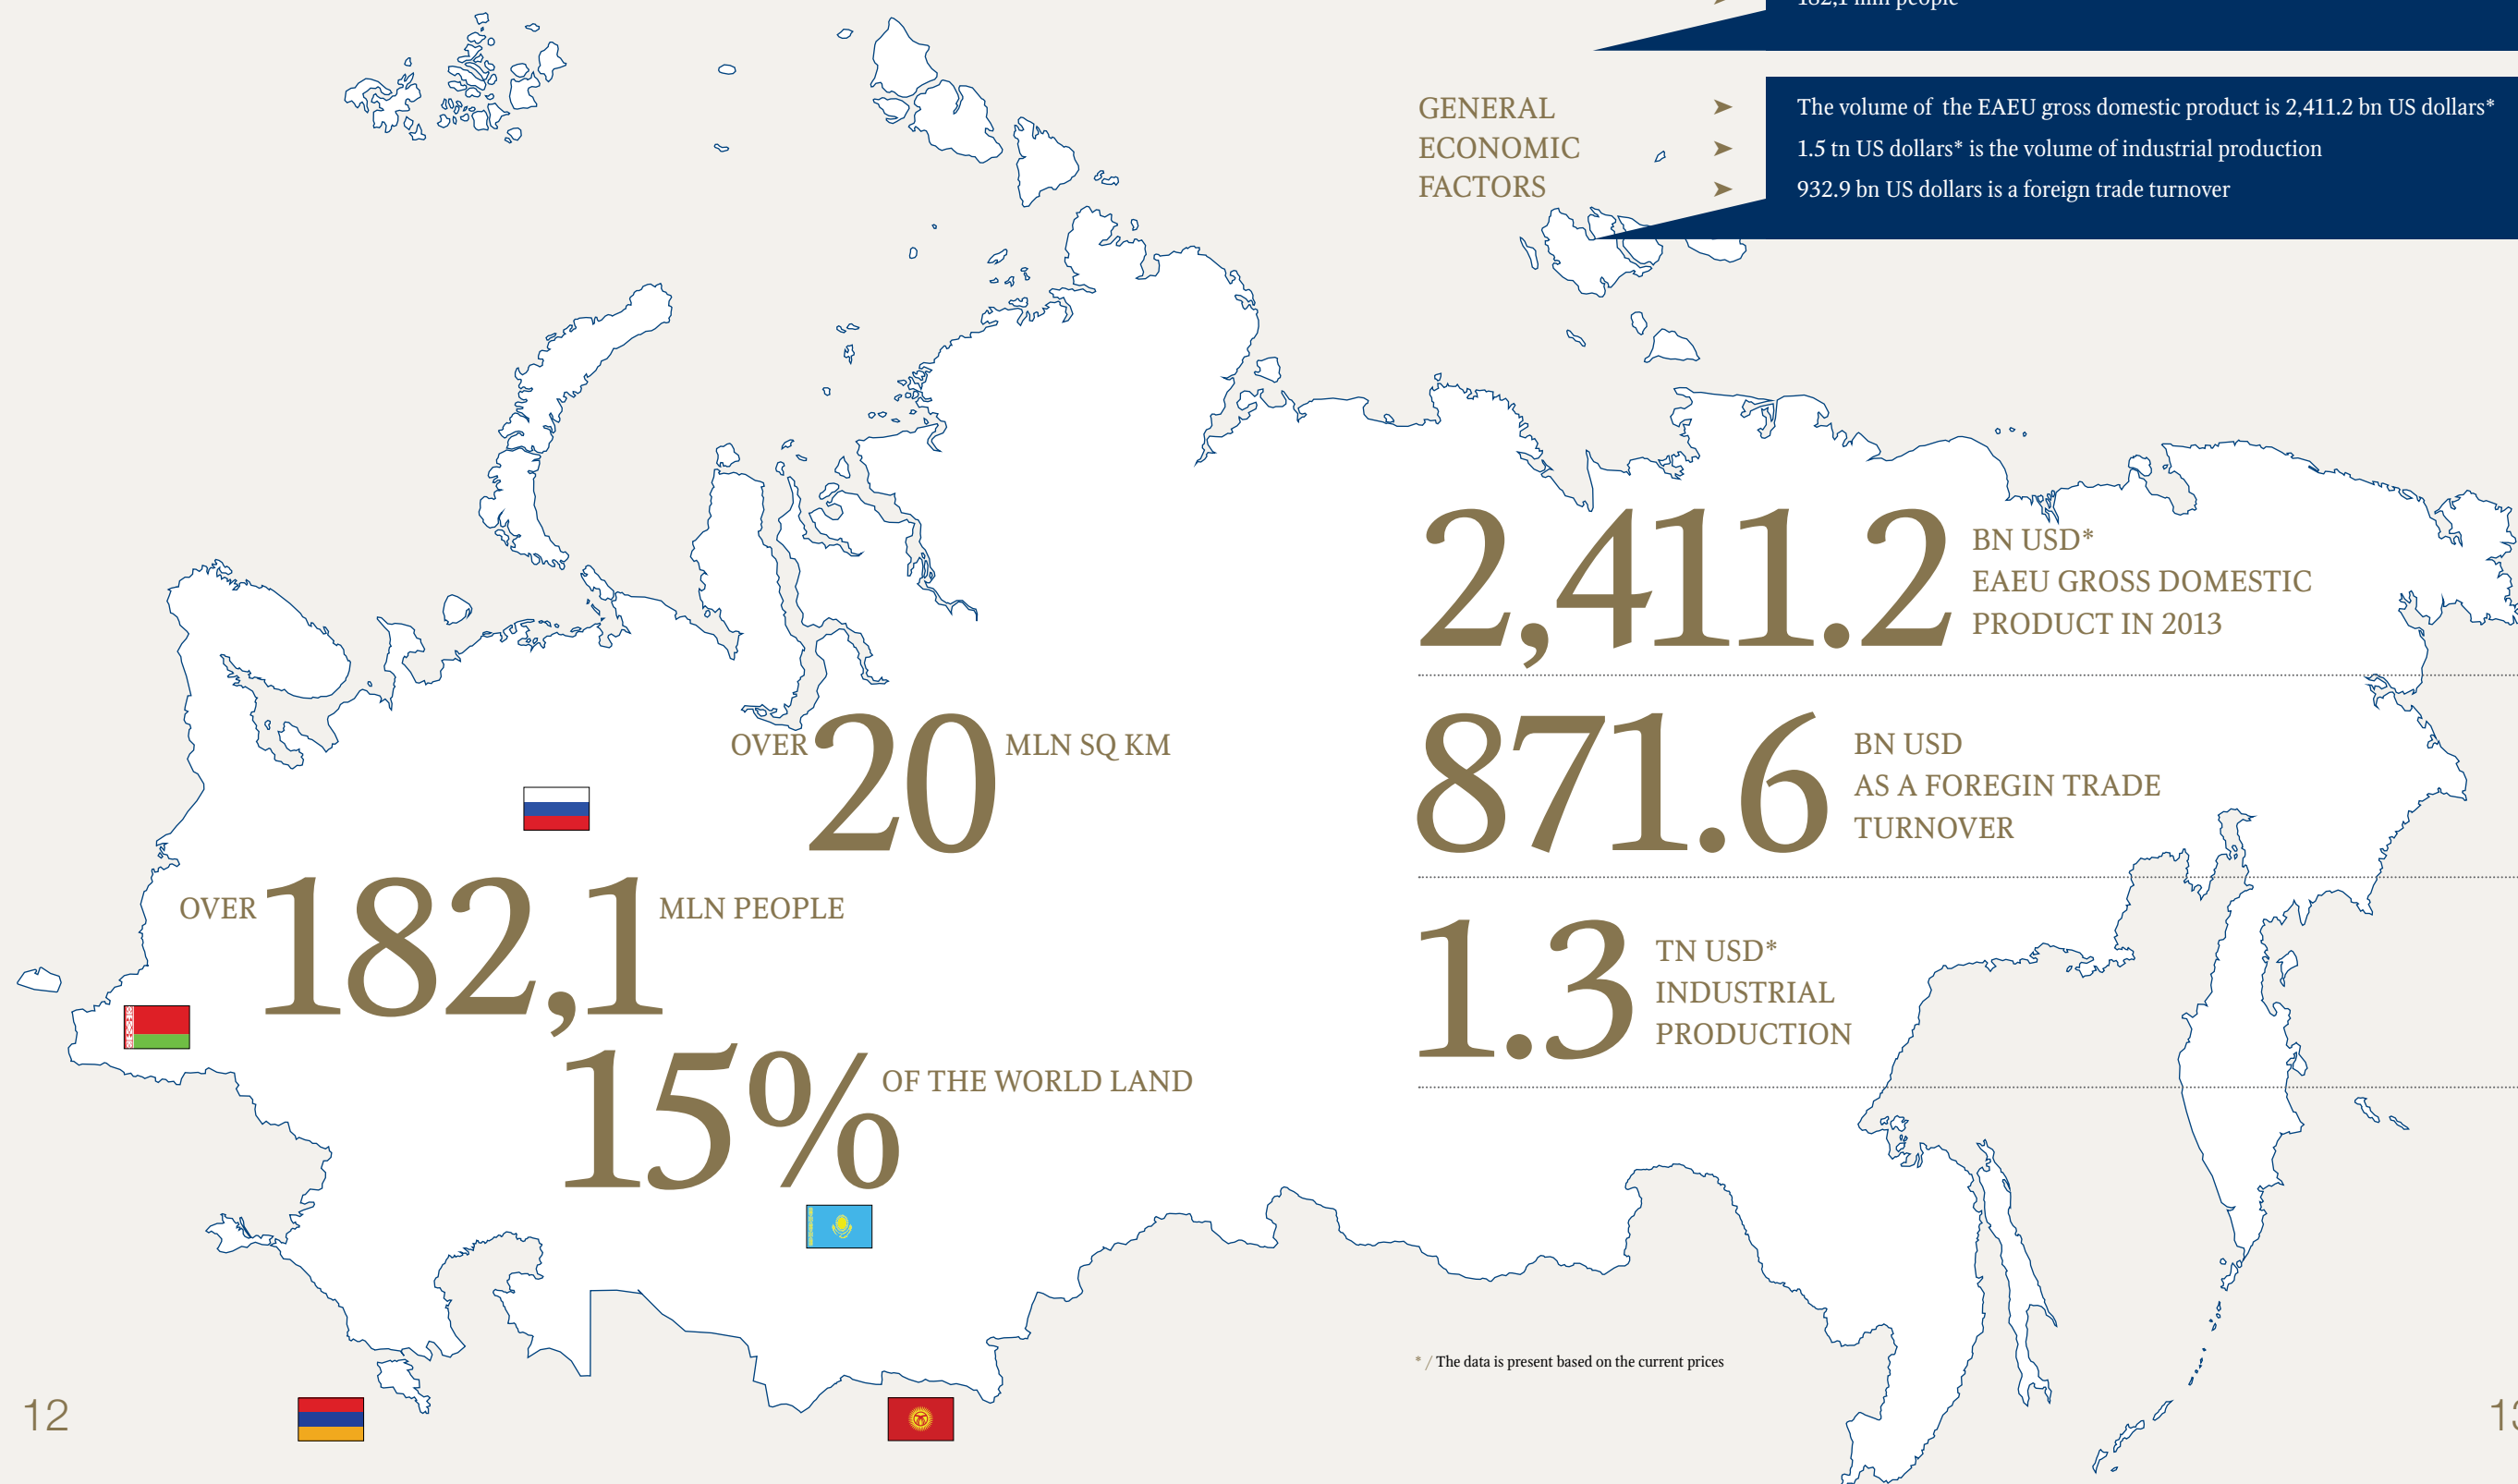 182,1 mln people
GENERAL
ECONOMIC
FACTORS
➤ The volume of the EAEU gross domestic product is 2,411.2 bn US dollars*
➤ 1.5 tn US dollars* is the volume of industrial production
➤ 932.9 bn US dollars is a foreign trade turnover
2,411.2 BN USD*
EAEU GROSS DOMESTIC
PRODUCT IN 2013
OVER 20 MLN SQ KM
871.6 BN USD
AS A FOREGIN TRADE
TURNOVER
OVER 182,1 MLN PEOPLE
1.3 TN USD*
INDUSTRIAL
PRODUCTION
15% OF THE WORLD LAND
* / The data is present based on the current prices
12